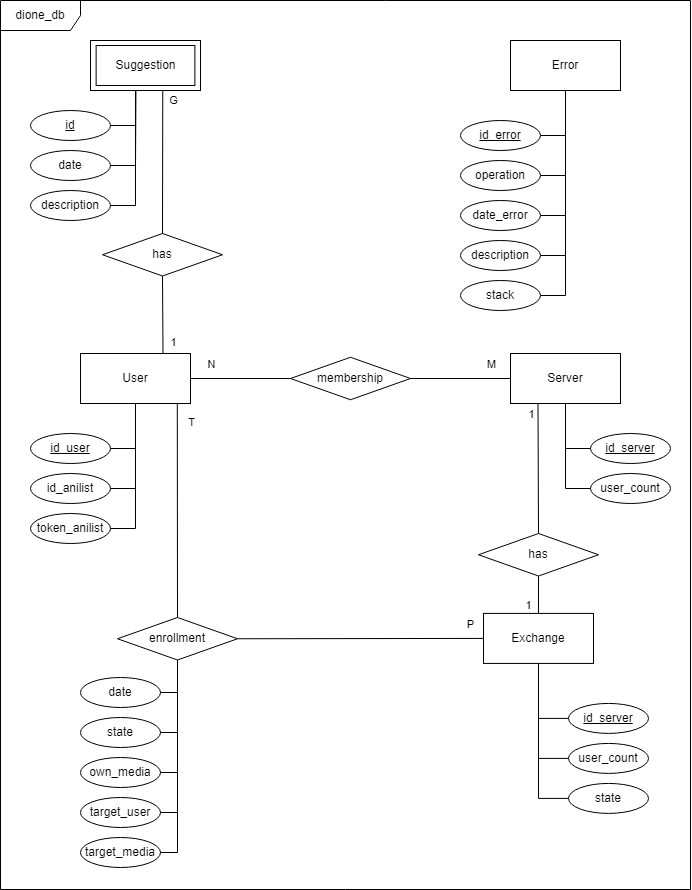 dione_db
Suggestion
Error
G
id
date
description
id_error
operation
date_error
description
stack
has
1
User
N
membership
M
Server
T
1
id_user
id_anilist
token_anilist
id_server
user_count
has
1
enrollment
P
Exchange
date
state
own_media
target_user
target_media
id_server
user_count
state